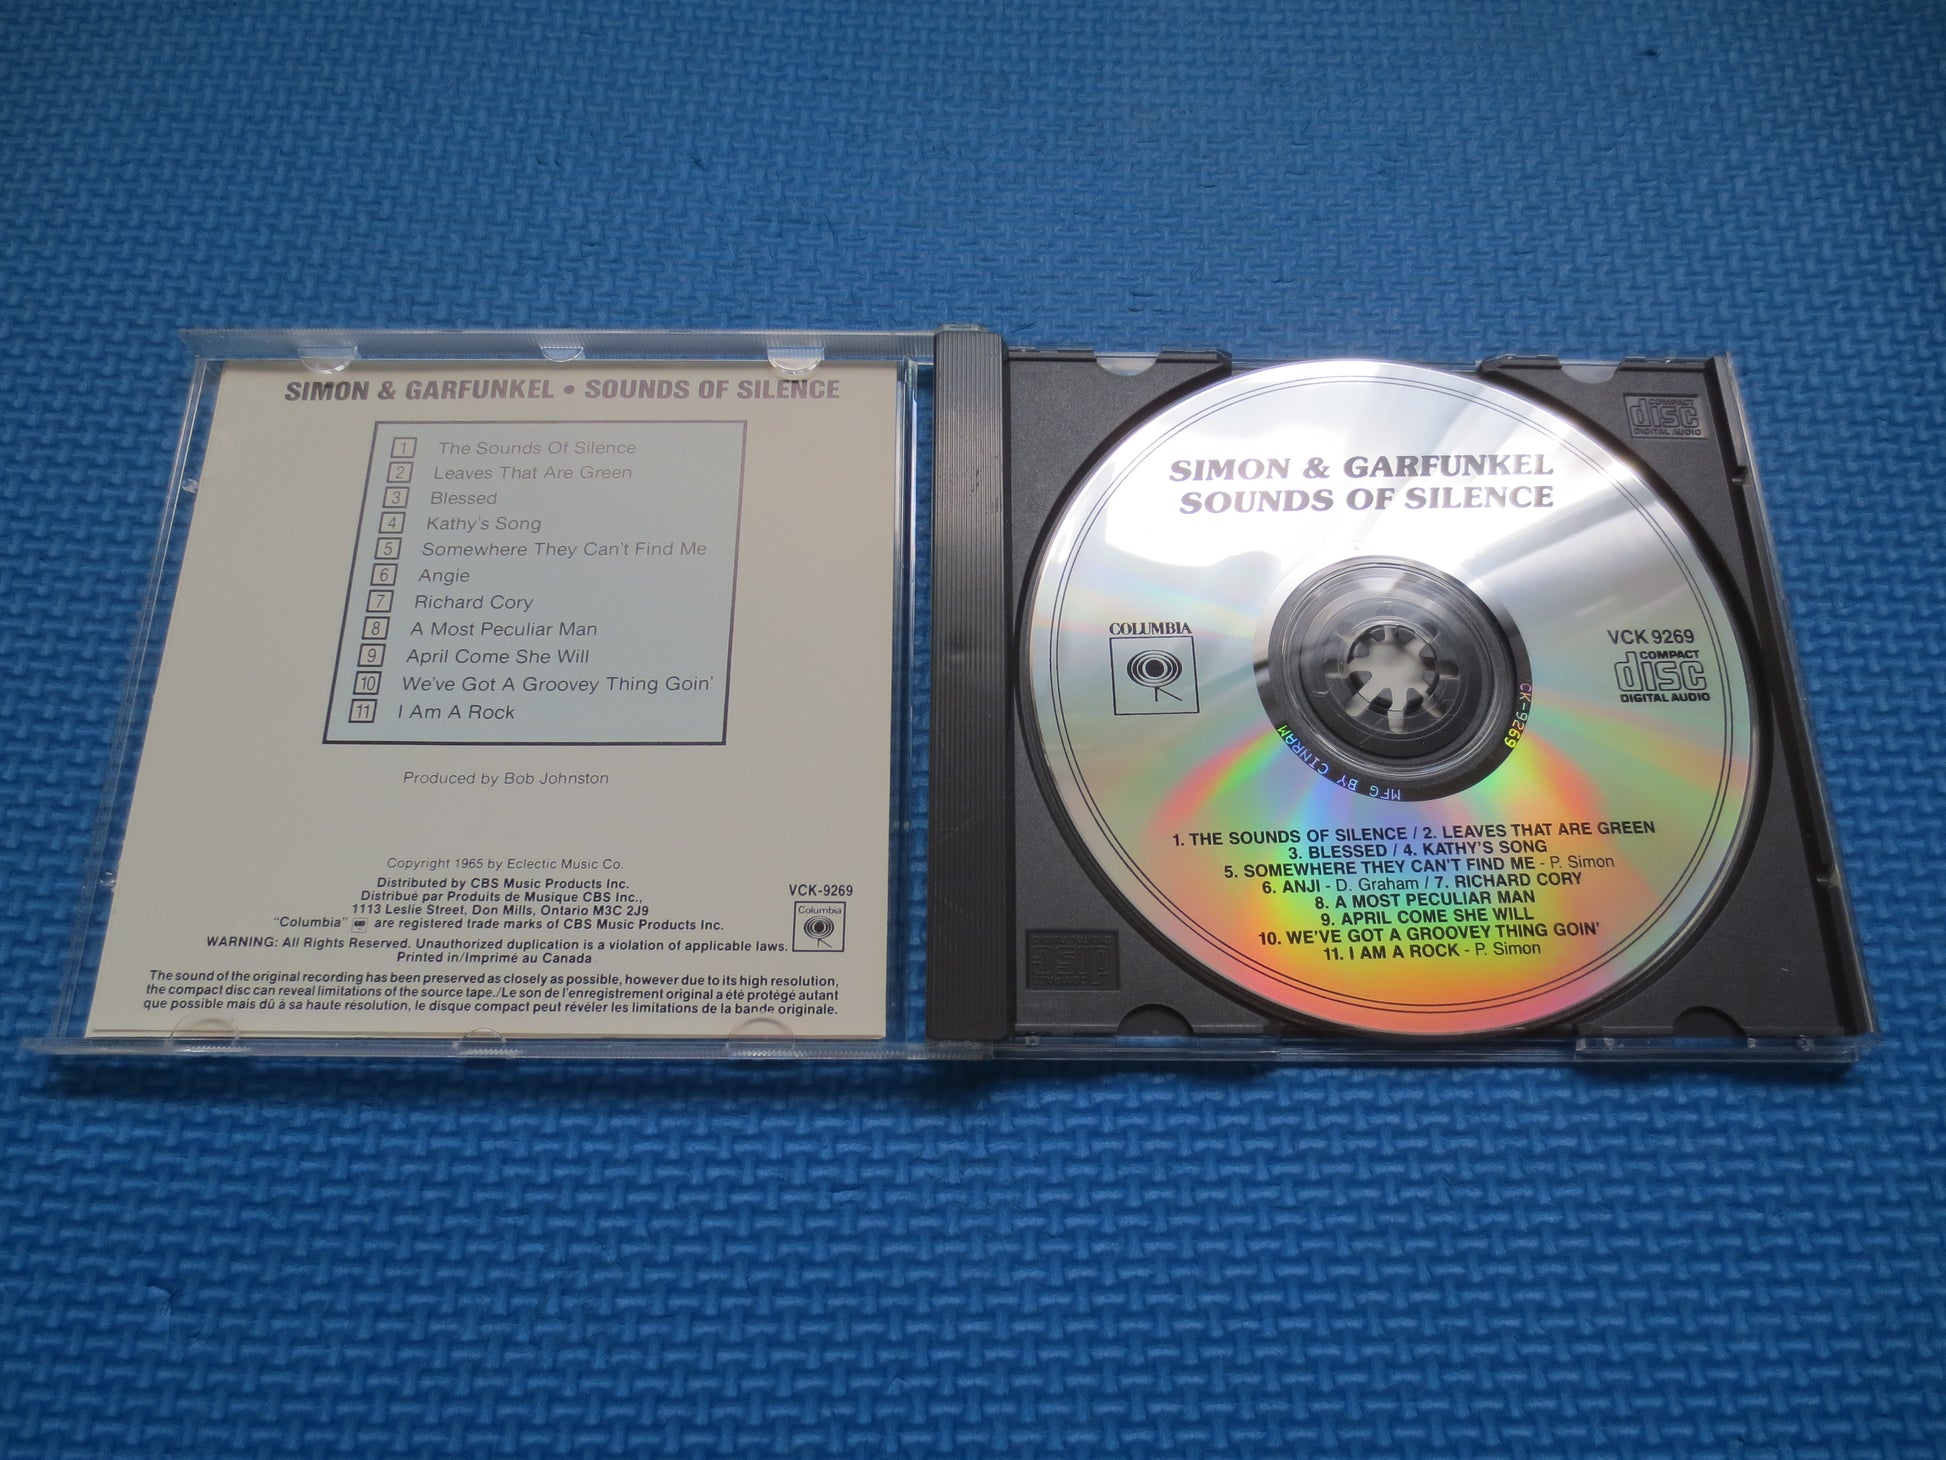 SIMON & GARFUNKEL • SOUNDS OF SILENCE
1 The Sounds Of Silence
2 Leaves That Are Green
3 Blessed
4 Kathy's Song
5 Somewhere They Can't Find Me
6 Angie
7 Richard Cory
8 A Most Peculiar Man
9 April Come She Will
10 We've Got A Groovey Thing Goin'
11 I Am A Rock
Produced by Bob Johnston
Copyright 1965 by Eclectic Music Co.
Distributed by CBS Music Products Inc.
Distribué par Produits de Musique CBS Inc.,
1113 Leslie Street, Don Mills, Ontario M3C 2J9
"Columbia" are registered trade marks of CBS Music Products Inc.
WARNING: All Rights Reserved. Unauthorized duplication is a violation of applicable laws.
Printed in/Imprimé au Canada
VCK-9269
Columbia
The sound of the original recording has been preserved as closely as possible, however due to its high resolution,
the compact disc can reveal limitations of the source tape./Le son de l'enregistrement original a été protégé autant
que possible mais dû à sa haute résolution, le disque compact peut révéler les limitations de la bande originale.
SIMON & GARFUNKEL
SOUNDS OF SILENCE
COLUMBIA
VCK 9269
COMPACT
disc
DIGITAL AUDIO
CK-9269
MFG BY CINRAM
1. THE SOUNDS OF SILENCE / 2. LEAVES THAT ARE GREEN
3. BLESSED / 4. KATHY'S SONG
5. SOMEWHERE THEY CAN'T FIND ME - P. Simon
6. ANJI - D. Graham / 7. RICHARD CORY
8. A MOST PECULIAR MAN
9. APRIL COME SHE WILL
10. WE'VE GOT A GROOVEY THING GOIN'
11. I AM A ROCK - P. Simon
COMPACT
disc
DIGITAL AUDIO
COMPACT
disc
DIGITAL AUDIO